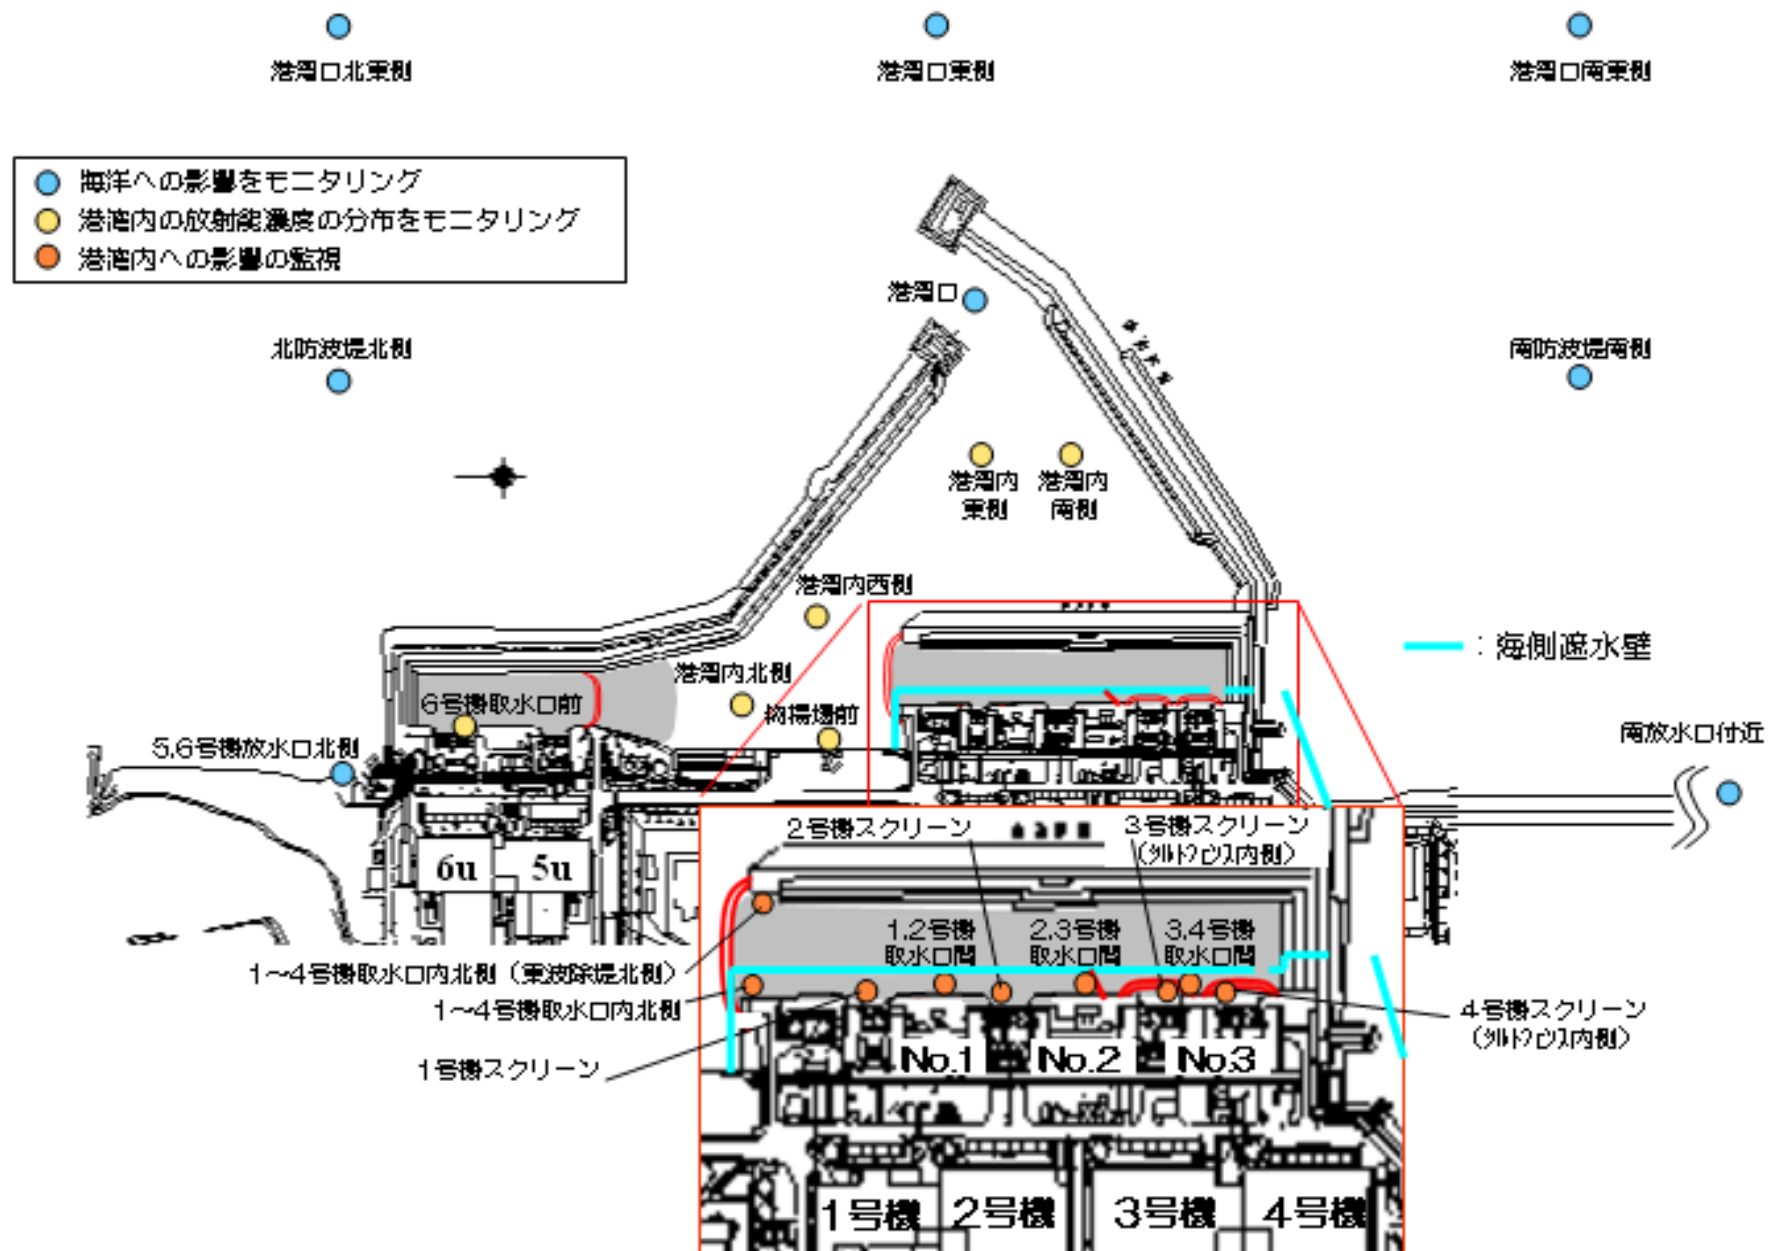 港湾口北東側
港湾口東側
港湾口南東側
海洋への影響をモニタリング
港湾内の放射能濃度の分布をモニタリング
港湾内への影響の監視
港湾口
北防波堤北側
南防波堤南側
港湾内
東側
港湾内
南側
港湾内西側
:海側遮水壁
港湾内北側
6号機取水口前
物揚場前
5,6号機放水口北側
南放水口付近
2号機スクリーン
3号機スクリーン
(シルトフェンス内側)
6u
5u
1,2号機
取水口間
2,3号機
取水口間
3,4号機
取水口間
1～4号機取水口内北側(東波除堤北側)
1～4号機取水口内北側
4号機スクリーン
(シルトフェンス内側)
1号機スクリーン
No.1
No.2
No.3
1号機
2号機
3号機
4号機